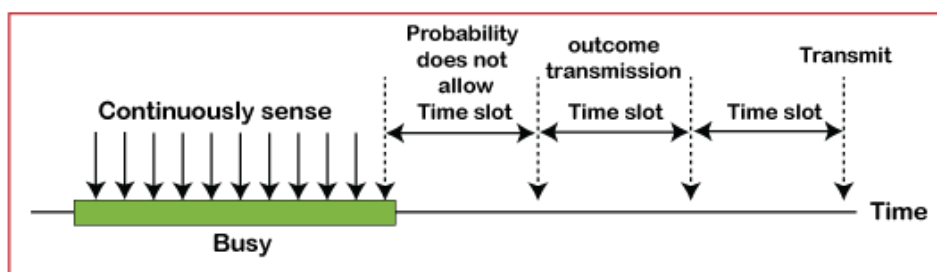 Probability
does not
allow
outcome
transmission
Transmit
Continuously sense
Time slot
Time slot
Time slot
Time
Busy